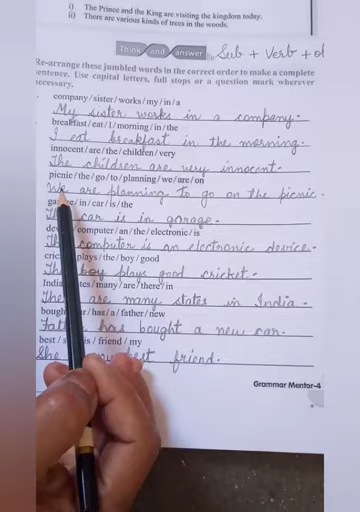 i) The Prince and the King are visiting the kingdom today.
ii) There are various kinds of trees in the woods.
Think and answer Sub + Verb + ob
Re-arrange these jumbled words in the correct order to make a complete
sentence. Use capital letters, full stops or a question mark wherever
necessary.
company/sister/works/my/in/a
My sister works in a company.
breakfast/eat/I/morning/in/the
I eat breakfast in the morning.
innocent/are/the/children/very
The children are very innocent.
picnic/the/go/to/planning/we/are/on
We are planning to go on the picnic.
in/car/is/the
car is in garage.
computer/an/the/electronic/is
The computer is an electronic device.
plays/the/boy/good
The boy plays good cricket.
India many/are/there/in
There are many states in India.
has/a/father/new
Father has bought a new car.
best is/friend/my
She best friend.
Grammar Mentor-4